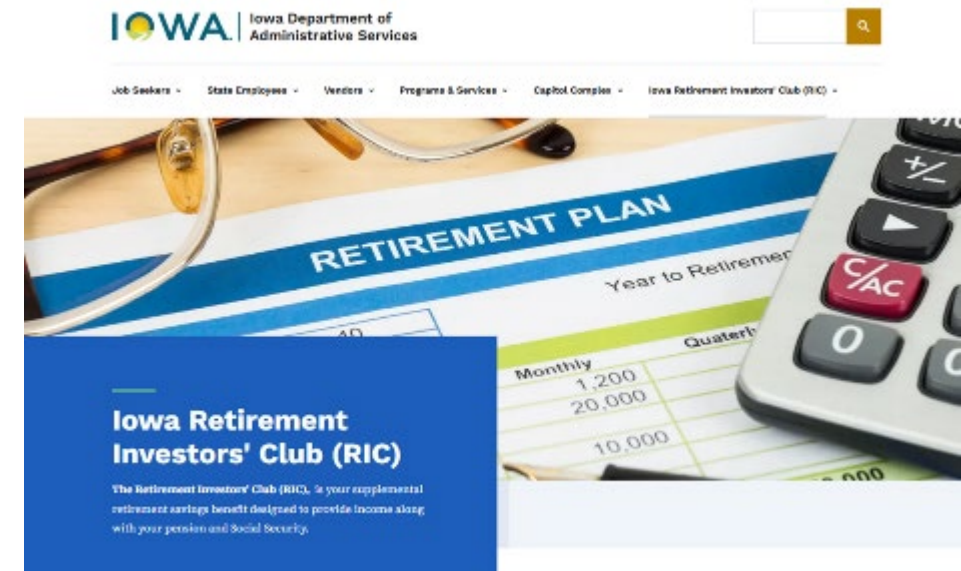 IOWA.
Iowa Department of
Administrative Services
Job Seekers
State Employees
Vendors
Programs & Services
Capitol Complex
Iowa Retirement Investors' Club (RIC)
RETIREMENT PLAN
Year to Retiremen
Monthly
Quaterl
1,200
20,000
10,000
+/-
C/AC
0
Iowa Retirement
Investors' Club (RIC)
The Retirement Investors' Club (RIC), is your supplemental
retirement savings benefit designed to provide income along
with your pension and Social Security.